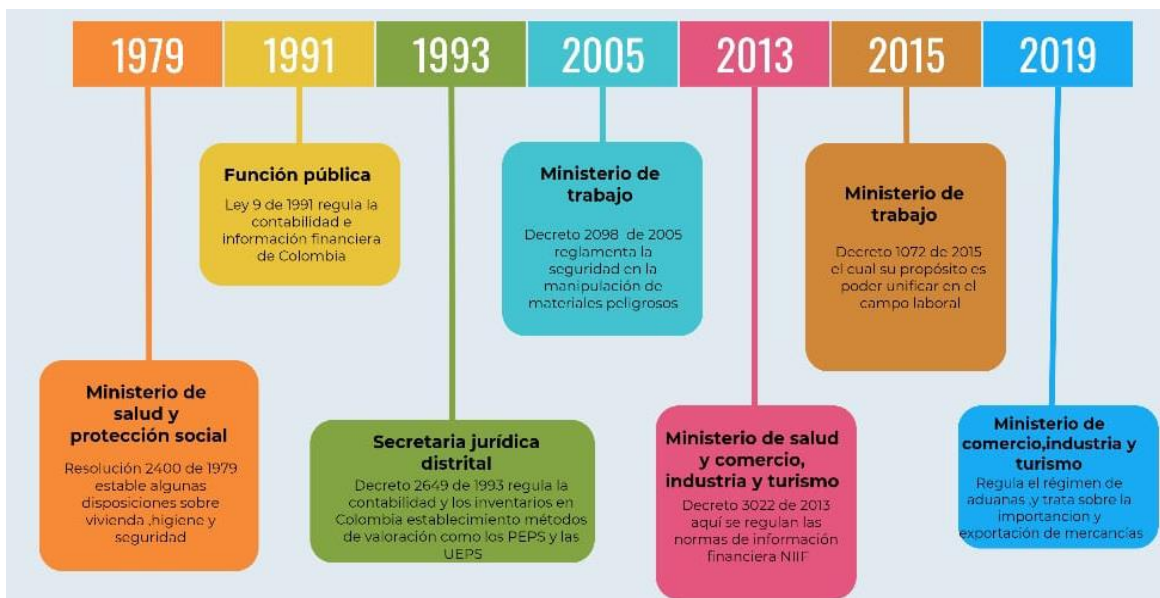 1979 1991 1993 2005 2013 2015 2019
Función pública
Ley 9 de 1991 regula la
contabilidad e
información financiera
de Colombia
Ministerio de
trabajo
Decreto 2098 de 2005
reglamenta la
seguridad en la
manipulación de
materiales peligrosos
Ministerio de
trabajo
Decreto 1072 de 2015
el cual su propósito es
poder unificar en el
campo laboral
Ministerio de
salud y
protección social
Resolución 2400 de 1979
estable algunas
disposiciones sobre
vivienda ,higiene y
seguridad
Secretaria jurídica
distrital
Decreto 2649 de 1993 regula la
contabilidad y los inventarios en
Colombia establecimiento métodos
de valoración como los PEPS y las
UEPS
Ministerio de salud
y comercio,
industria y turismo
Decreto 3022 de 2013
aquí se regulan las
normas de información
financiera NIIF
Ministerio de
comercio,industria y
turismo
Regula el régimen de
aduanas ,y trata sobre la
importancion y
exportación de mercancías